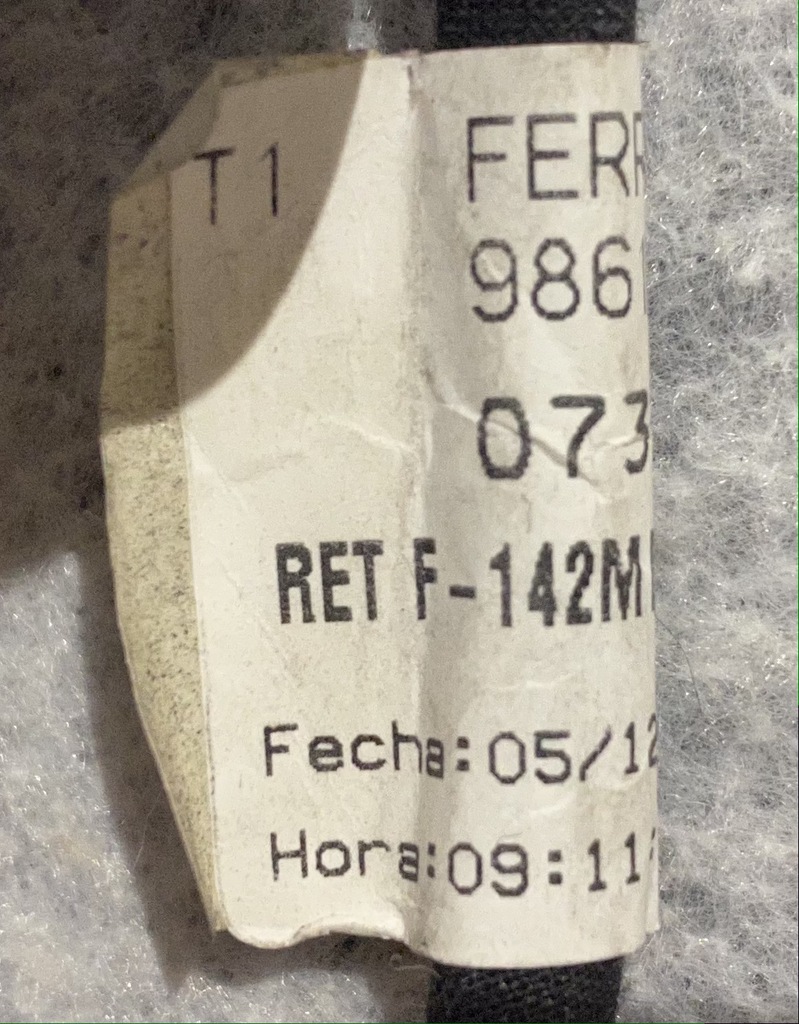 T1 FERR
986
073
RET F-142M
Fecha:05/12
Hora:09:11: